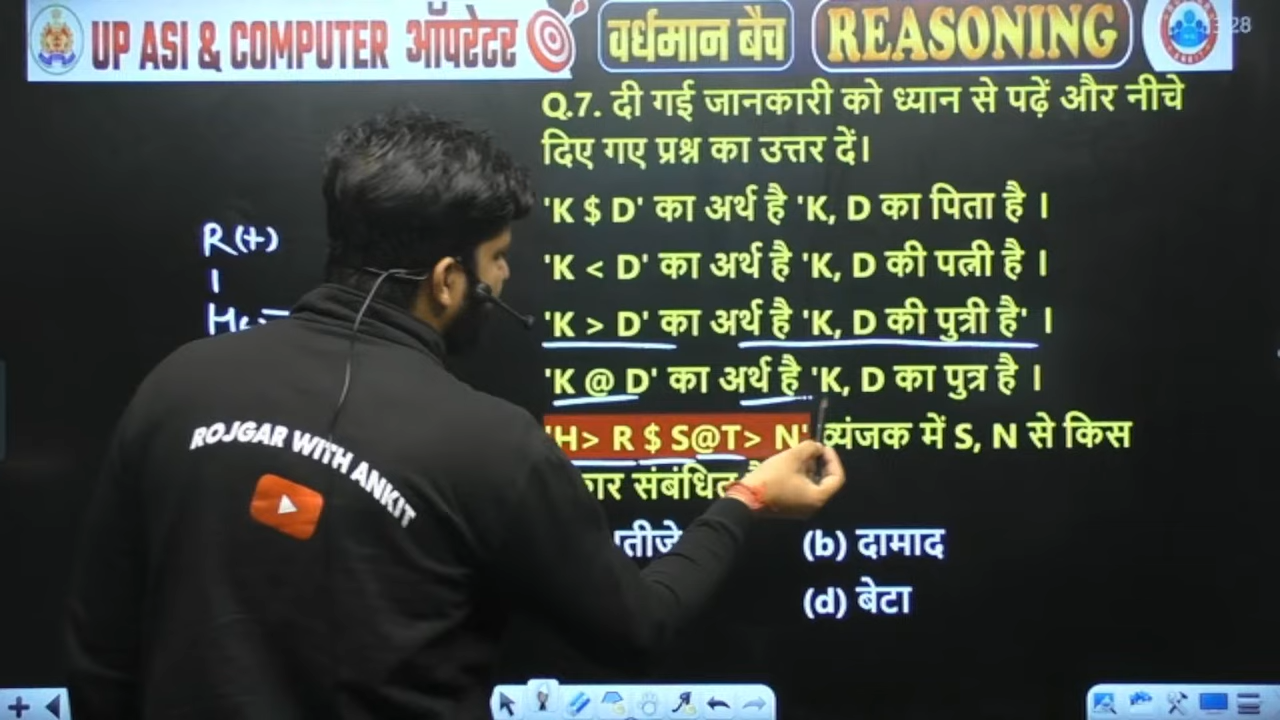 UP ASI & COMPUTER ऑपरेटर
वर्धमान बैच
REASONING
:28
Q.7. दी गई जानकारी को ध्यान से पढ़ें और नीचे
दिए गए प्रश्न का उत्तर दें।
'K $ D' का अर्थ है 'K, D का पिता है ।
'K < D' का अर्थ है 'K, D की पत्नी है ।
'K > D' का अर्थ है 'K, D की पुत्री है' ।
'K @ D' का अर्थ है 'K, D का पुत्र है ।
'H> R $ S@T> N' व्यंजक में S, N से किस
संबंधित
(b) दामाद
(d) बेटा
R(+)
ROJGAR WITH ANKIT